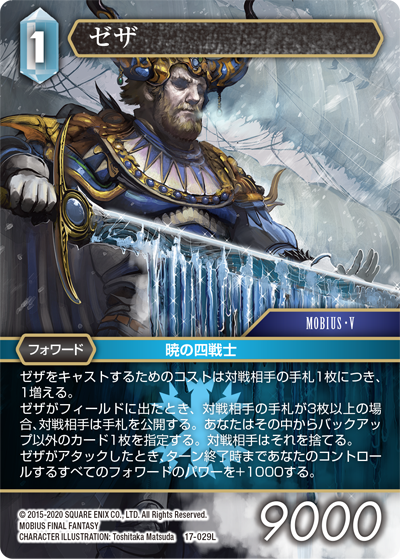 1
ゼザ
MOBIUS・V
フォワード
暁の四戦士
ゼザをキャストするためのコストは対戦相手の手札1枚につき、
1増える。
ゼザがフィールドに出たとき、対戦相手の手札が3枚以上の場
合、対戦相手は手札を公開する。あなたはその中からバックア
ップ以外のカード1枚を指定する。対戦相手はそれを捨てる。
ゼザがアタックしたとき、ターン終了時まであなたのコントロー
ルするすべてのフォワードのパワーを+1000する。
© 2015-2020 SQUARE ENIX CO., LTD. All Rights Reserved.
MOBIUS FINAL FANTASY
CHARACTER ILLUSTRATION: Toshitaka Matsuda
17-029L
9000